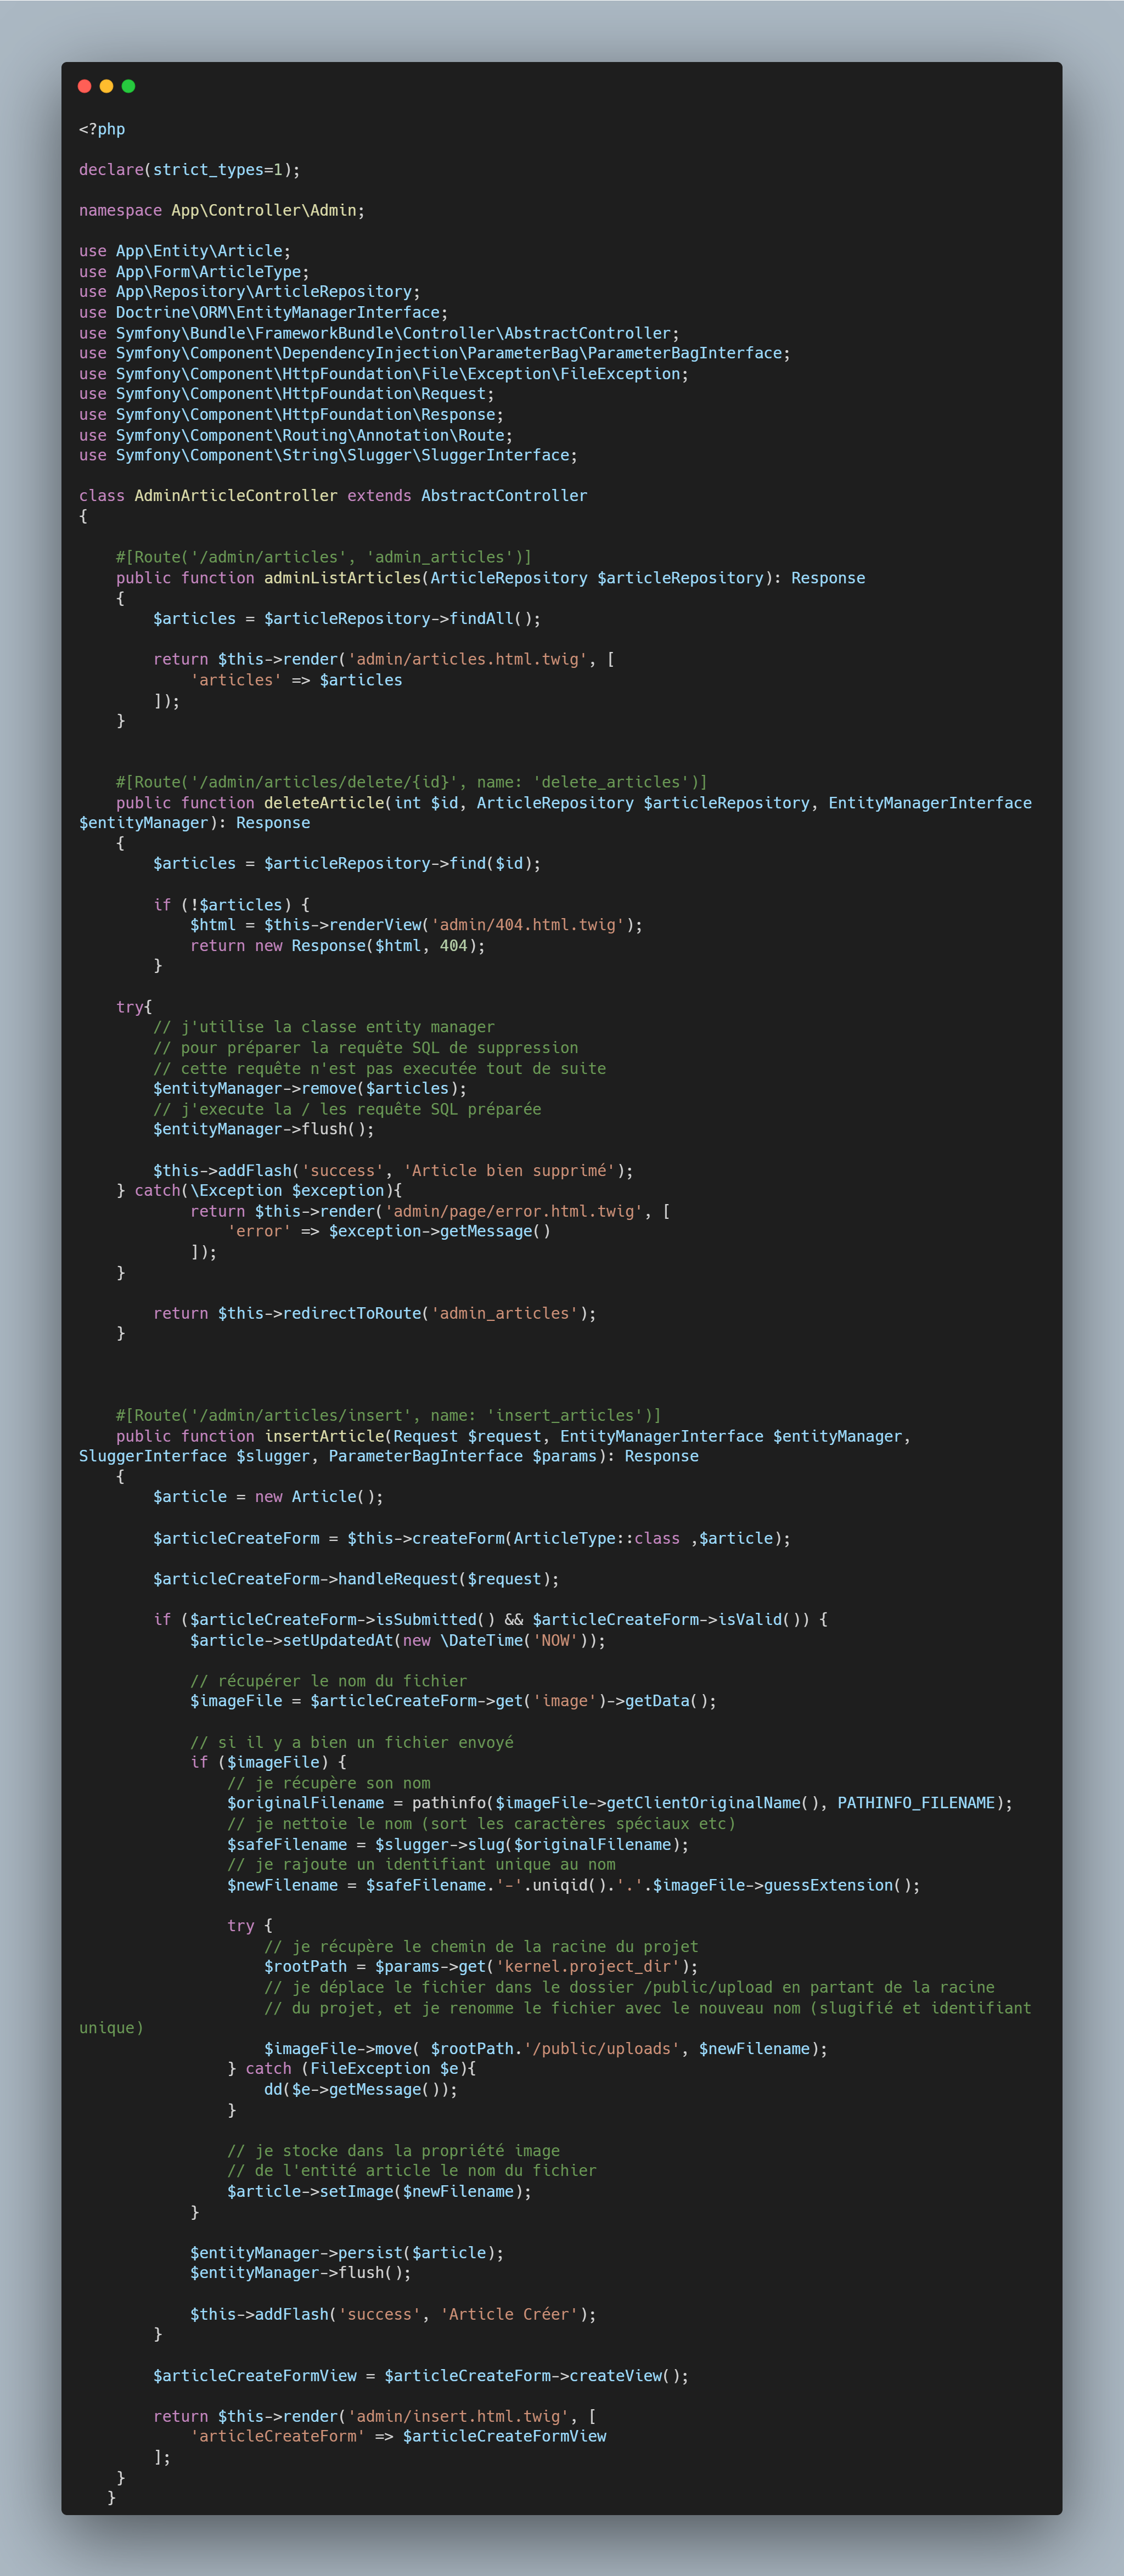 <?php

declare(strict_types=1);

namespace App\Controller\Admin;

use App\Entity\Article;
use App\Form\ArticleType;
use App\Repository\ArticleRepository;
use Doctrine\ORM\EntityManagerInterface;
use Symfony\Bundle\FrameworkBundle\Controller\AbstractController;
use Symfony\Component\DependencyInjection\ParameterBag\ParameterBagInterface;
use Symfony\Component\HttpFoundation\File\Exception\FileException;
use Symfony\Component\HttpFoundation\Request;
use Symfony\Component\HttpFoundation\Response;
use Symfony\Component\Routing\Annotation\Route;
use Symfony\Component\String\Slugger\SluggerInterface;

class AdminArticleController extends AbstractController
{

    #[Route('/admin/articles', 'admin_articles')]
    public function adminListArticles(ArticleRepository $articleRepository): Response
    {
        $articles = $articleRepository->findAll();

        return $this->render('admin/articles.html.twig', [
            'articles' => $articles
        ]);
    }


    #[Route('/admin/articles/delete/{id}', name: 'delete_articles')]
    public function deleteArticle(int $id, ArticleRepository $articleRepository, EntityManagerInterface
$entityManager): Response
    {
        $articles = $articleRepository->find($id);

        if (!$articles) {
            $html = $this->renderView('admin/404.html.twig');
            return new Response($html, 404);
        }

    try{
        // j'utilise la classe entity manager
        // pour préparer la requête SQL de suppression
        // cette requête n'est pas executée tout de suite
        $entityManager->remove($articles);
        // j'execute la / les requête SQL préparée
        $entityManager->flush();

        $this->addFlash('success', 'Article bien supprimé');
    } catch(\Exception $exception){
            return $this->render('admin/page/error.html.twig', [
                'error' => $exception->getMessage()
            ]);
    }

        return $this->redirectToRoute('admin_articles');
    }



    #[Route('/admin/articles/insert', name: 'insert_articles')]
    public function insertArticle(Request $request, EntityManagerInterface $entityManager,
SluggerInterface $slugger, ParameterBagInterface $params): Response
    {
        $article = new Article();

        $articleCreateForm = $this->createForm(ArticleType::class ,$article);

        $articleCreateForm->handleRequest($request);

        if ($articleCreateForm->isSubmitted() && $articleCreateForm->isValid()) {
            $article->setUpdatedAt(new \DateTime('NOW'));

            // récupérer le nom du fichier
            $imageFile = $articleCreateForm->get('image')->getData();

            // si il y a bien un fichier envoyé
            if ($imageFile) {
                // je récupère son nom
                $originalFilename = pathinfo($imageFile->getClientOriginalName(), PATHINFO_FILENAME);
                // je nettoie le nom (sort les caractères spéciaux etc)
                $safeFilename = $slugger->slug($originalFilename);
                // je rajoute un identifiant unique au nom
                $newFilename = $safeFilename.'-'.uniqid().'.'.$imageFile->guessExtension();

                try {
                    // je récupère le chemin de la racine du projet
                    $rootPath = $params->get('kernel.project_dir');
                    // je déplace le fichier dans le dossier /public/upload en partant de la racine
                    // du projet, et je renomme le fichier avec le nouveau nom (slugifié et identifiant
unique)
                    $imageFile->move( $rootPath.'/public/uploads', $newFilename);
                } catch (FileException $e){
                    dd($e->getMessage());
                }

                // je stocke dans la propriété image
                // de l'entité article le nom du fichier
                $article->setImage($newFilename);
            }

            $entityManager->persist($article);
            $entityManager->flush();

            $this->addFlash('success', 'Article Créer');
        }

        $articleCreateFormView = $articleCreateForm->createView();

        return $this->render('admin/insert.html.twig', [
            'articleCreateForm' => $articleCreateFormView
        ];
    }
   }